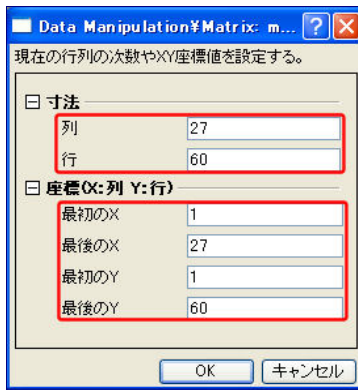 Data Manipulation¥Matrix: m...
現在の行列の次数やXY座標値を設定する。
寸法
列 27
行 60
座標(X:列 Y:行)
最初のX 1
最後のX 27
最初のY 1
最後のY 60
OK キャンセル